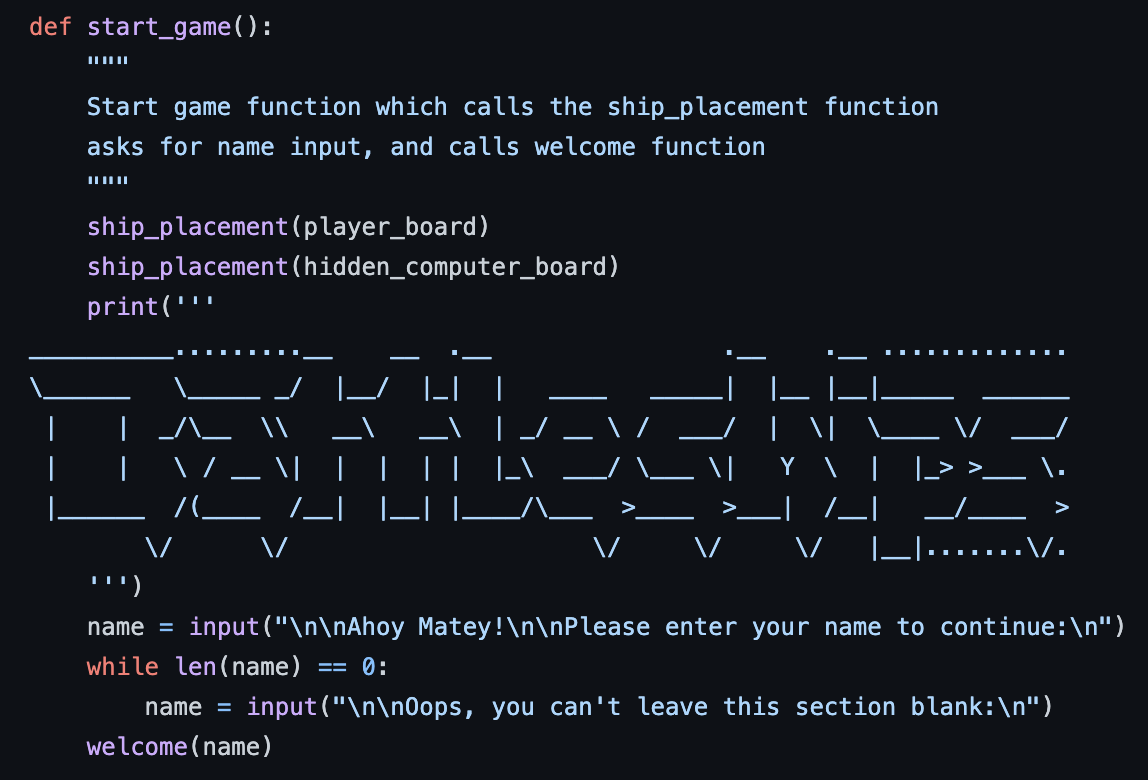 def start_game():
    """
    Start game function which calls the ship_placement function
    asks for name input, and calls welcome function
    """
    ship_placement(player_board)
    ship_placement(hidden_computer_board)
    print('''
__________.........__    __  .__                .__    .__ .............
\______   \_____ _/  |__/  |_|  |   ____   _____|  |__ |__|_____  ______
 |    |  _/\__  \\   __\   __\  | _/ __ \ /  ___/  |  \|  \____ \/  ___/
 |    |   \ / __ \|  |  |  | |  |_\  ___/ \___ \|   Y  \  |  |_> >___ \.
 |______  /(____  /__|  |__| |____/\___  >____  >___|  /__|   __/____  >
        \/      \/                     \/     \/     \/   |__|.......\/.
    ''')
    name = input("\n\nAhoy Matey!\n\nPlease enter your name to continue:\n")
    while len(name) == 0:
        name = input("\n\nOops, you can't leave this section blank:\n")
    welcome(name)